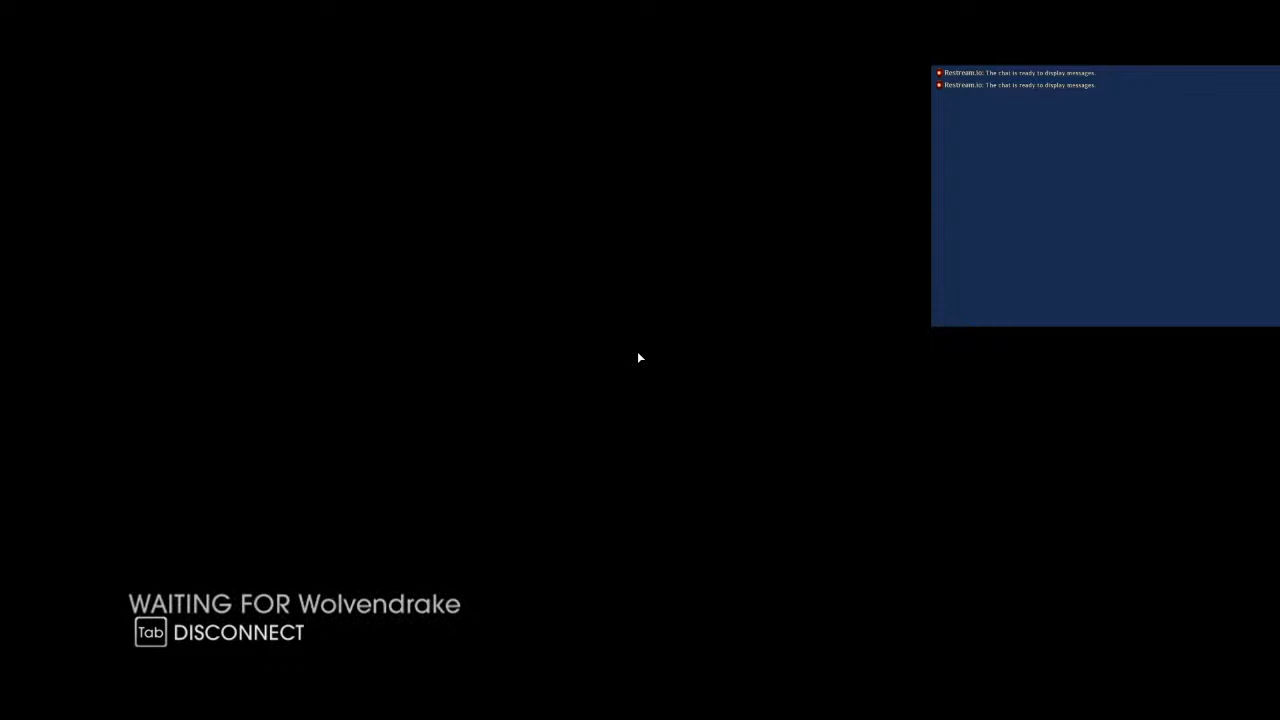 Restream.io: The chat is ready to display messages.
Restream.io: The chat is ready to display messages.
WAITING FOR Wolvendrake
Tab DISCONNECT